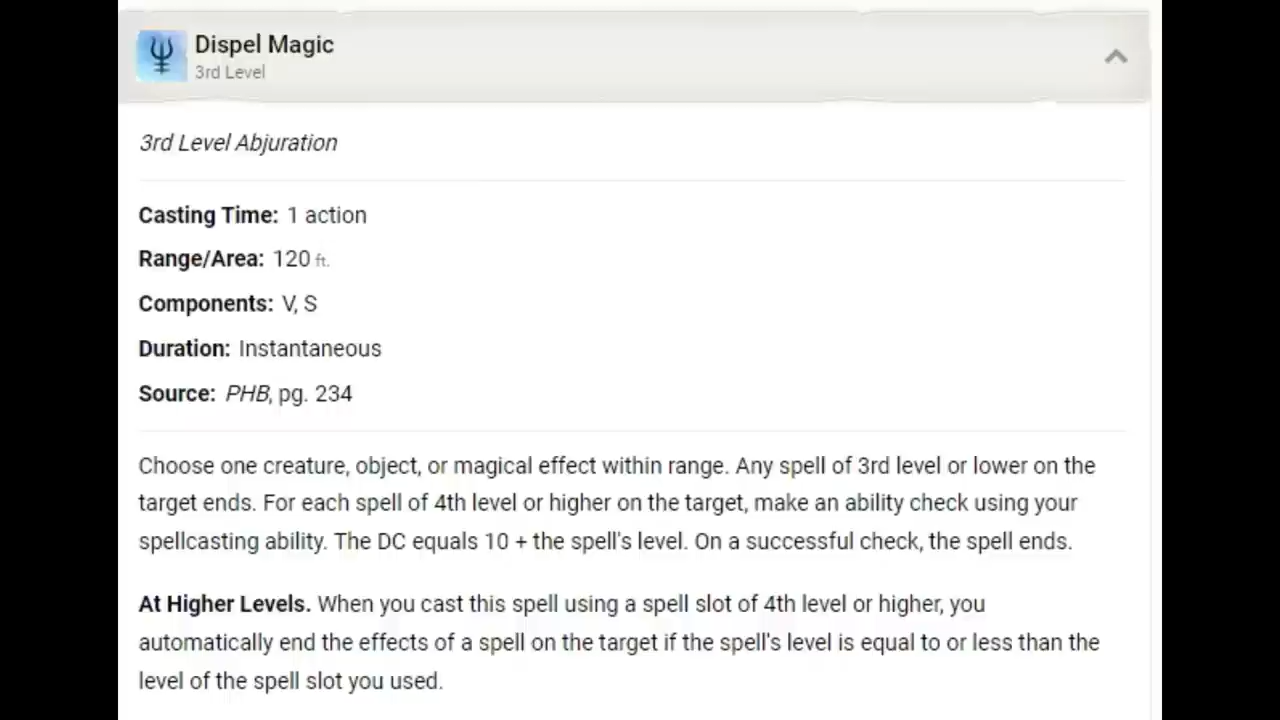 Dispel Magic
3rd Level
3rd Level Abjuration
Casting Time: 1 action
Range/Area: 120 ft.
Components: V, S
Duration: Instantaneous
Source: PHB, pg. 234
Choose one creature, object, or magical effect within range. Any spell of 3rd level or lower on the
target ends. For each spell of 4th level or higher on the target, make an ability check using your
spellcasting ability. The DC equals 10 + the spell's level. On a successful check, the spell ends.
At Higher Levels. When you cast this spell using a spell slot of 4th level or higher, you
automatically end the effects of a spell on the target if the spell's level is equal to or less than the
level of the spell slot you used.